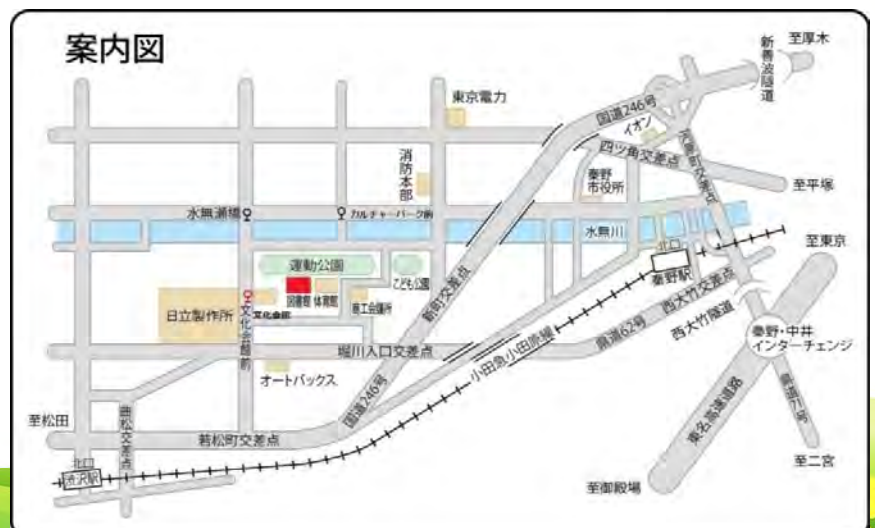 案内図
至厚木
新善波隧道
東京電力
国道246号
イオン
四ツ角交差点
消防本部
秦野
市役所
至平塚
水無瀬橋
カルチャーパーク前
水無川
至東京
運動公園
こども公園
北口
秦野駅
新町交差点
西大竹交差点
日立製作所
図書館
体育館
商工会議所
文化会館
文化会館前
県道62号
西大竹隧道
秦野・中井
インターチェンジ
堀川入口交差点
小田急小田原線
オートバックス
国道246号
県道71号
東名高速道路
至松田
曲松交差点
若松町交差点
北口
渋沢駅
至二宮
至御殿場